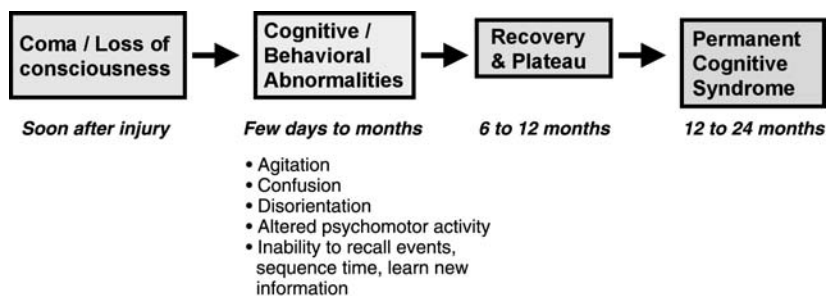 Coma / Loss of
consciousness
Soon after injury
Cognitive /
Behavioral
Abnormalities
Few days to months
• Agitation
• Confusion
• Disorientation
• Altered psychomotor activity
• Inability to recall events,
sequence time, learn new
information
Recovery
& Plateau
6 to 12 months
Permanent
Cognitive
Syndrome
12 to 24 months